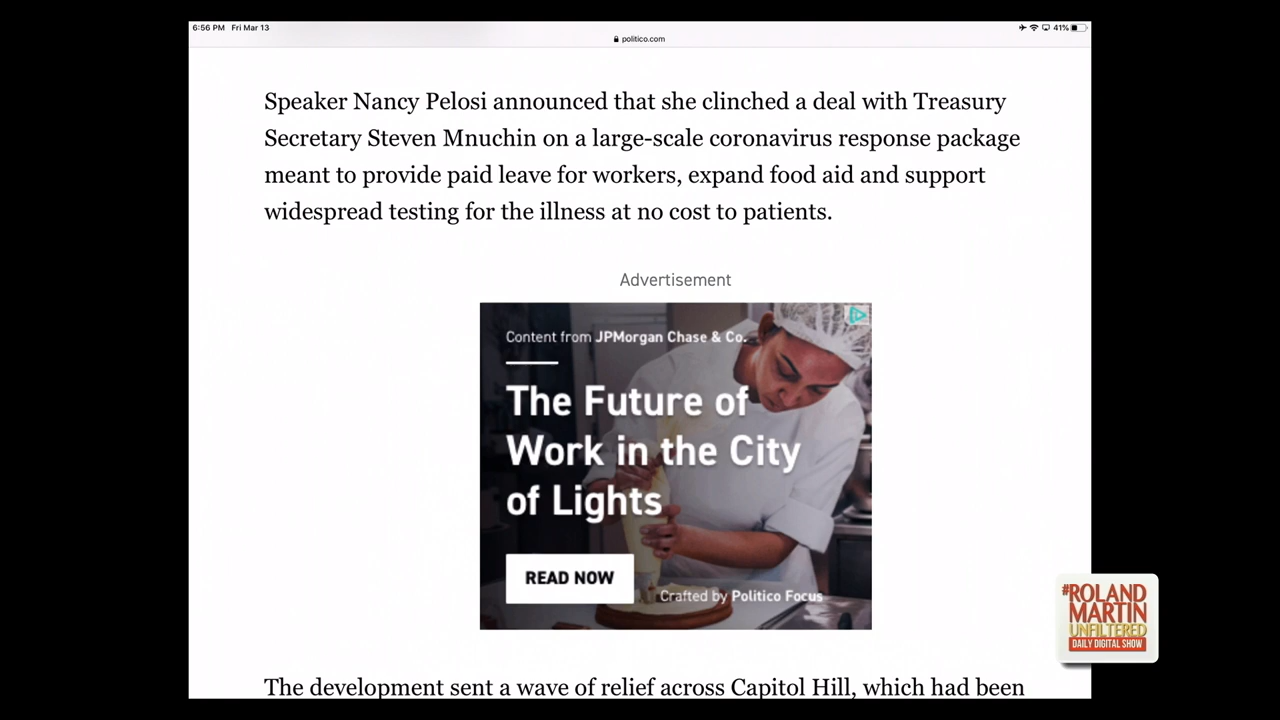 6:56 PM Fri Mar 13
41%
politico.com
Speaker Nancy Pelosi announced that she clinched a deal with Treasury
Secretary Steven Mnuchin on a large-scale coronavirus response package
meant to provide paid leave for workers, expand food aid and support
widespread testing for the illness at no cost to patients.
Advertisement
Content from JPMorgan Chase & Co.
The Future of
Work in the City
of Lights
READ NOW
Crafted by Politico Focus
#ROLAND
MARTIN
UNFILTERED
DAILY DIGITAL SHOW
The development sent a wave of relief across Capitol Hill, which had been